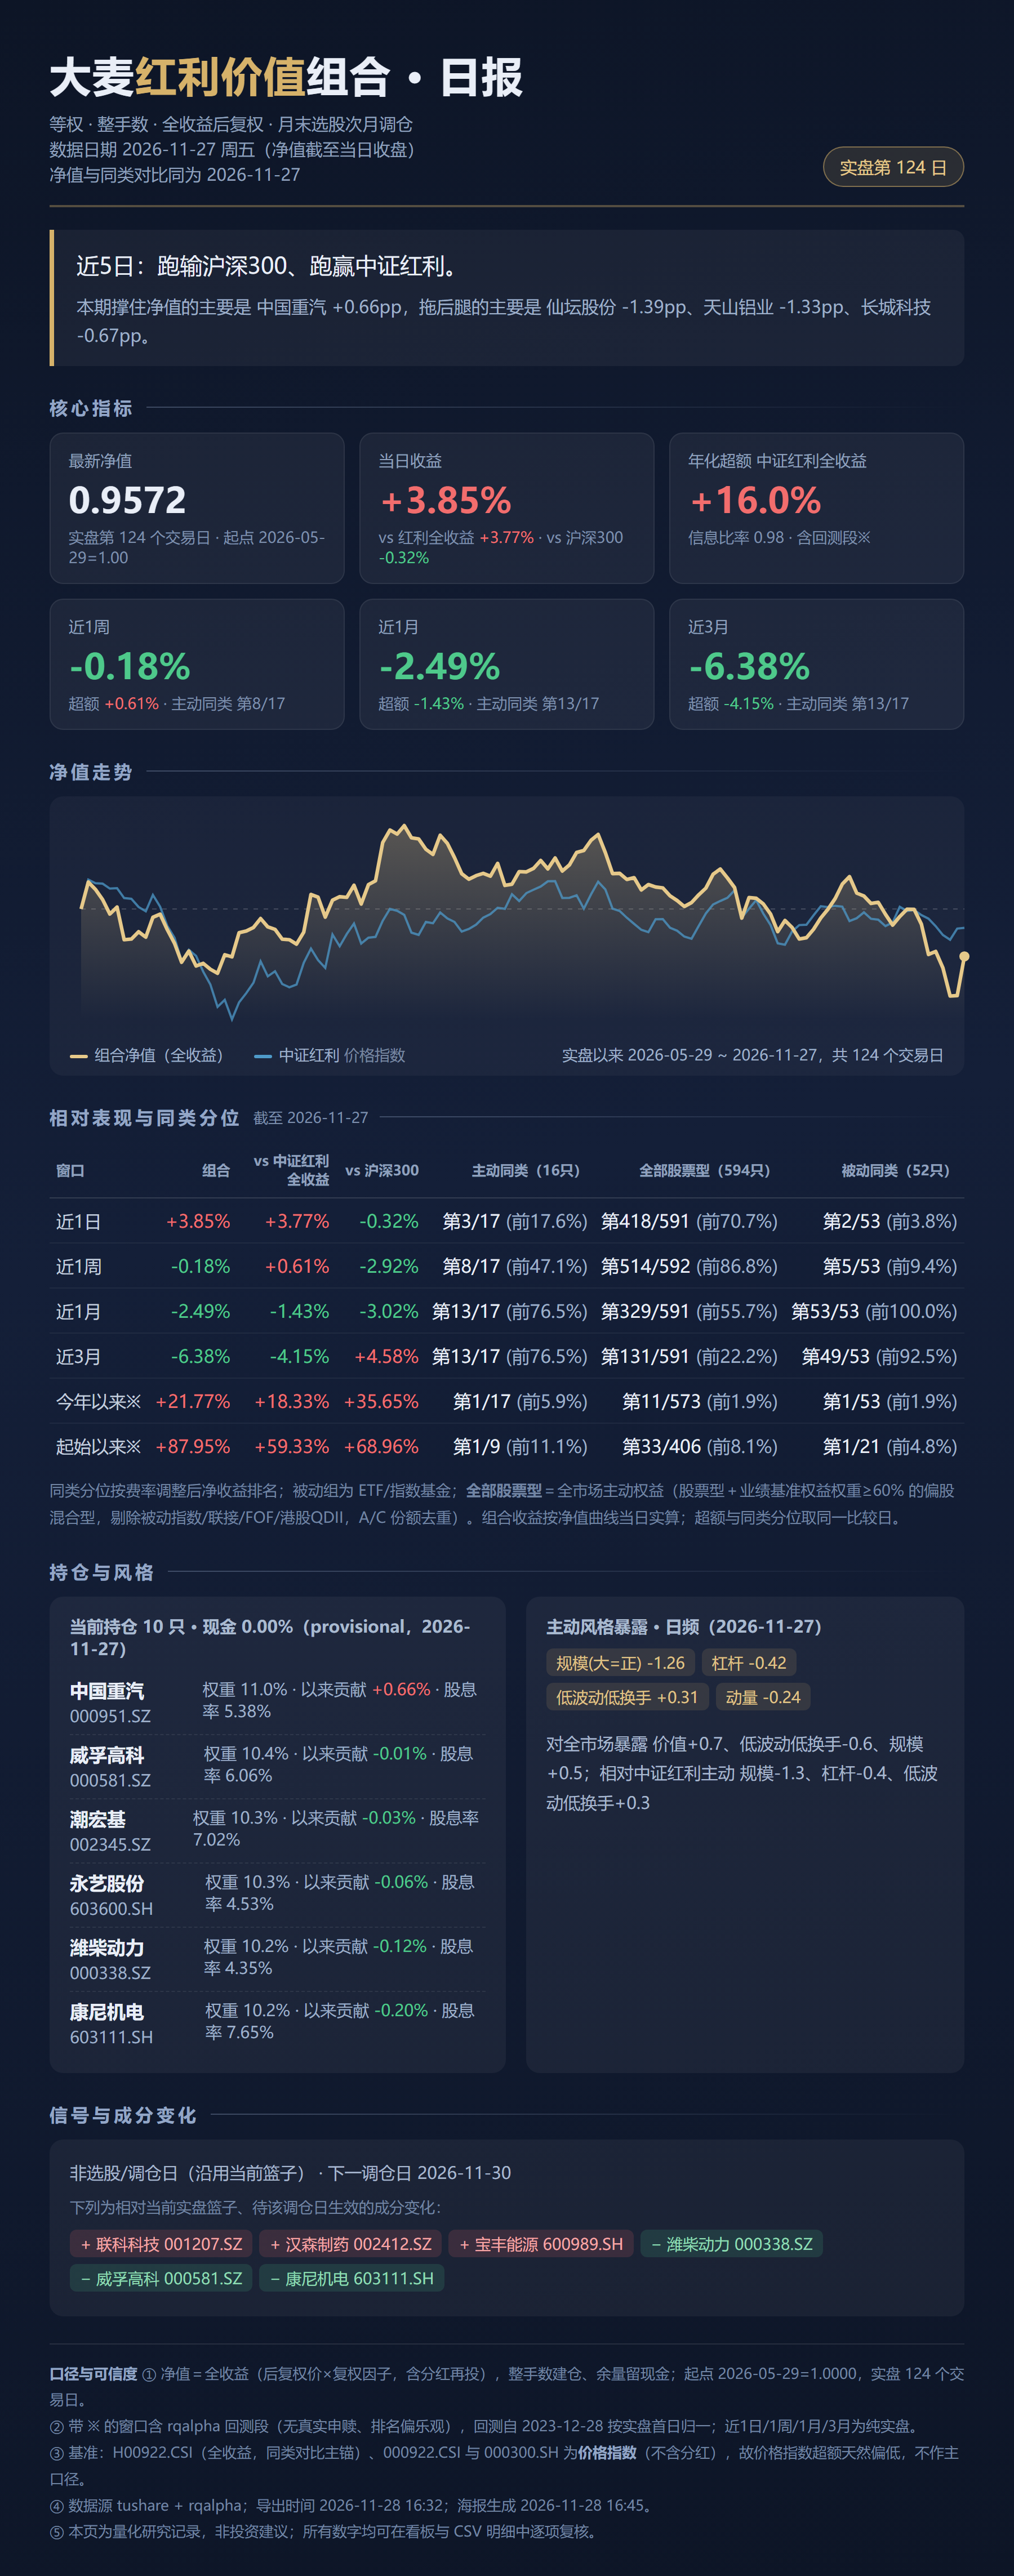 大麦红利价值组合 · 日报
等权 · 整手数 · 全收益后复权 · 月末选股次月调仓
数据日期 2026-11-27 周五（净值截至当日收盘）
净值与同类对比同为 2026-11-27
实盘第 124 日
近5日：跑输沪深300、跑赢中证红利。
本期撑住净值的主要是 中国重汽 +0.66pp，拖后腿的主要是 仙坛股份 -1.39pp、天山铝业 -1.33pp、长城科技
-0.67pp。
核心指标
最新净值
0.9572
实盘第 124 个交易日 · 起点 2026-05-
29=1.00
当日收益
+3.85%
vs 红利全收益 +3.77% · vs 沪深300
-0.32%
年化超额 中证红利全收益
+16.0%
信息比率 0.98 · 含回测段※
近1周
-0.18%
超额 +0.61% · 主动同类 第8/17
近1月
-2.49%
超额 -1.43% · 主动同类 第13/17
近3月
-6.38%
超额 -4.15% · 主动同类 第13/17
净值走势
组合净值（全收益） 中证红利 价格指数 实盘以来 2026-05-29 ~ 2026-11-27，共 124 个交易日
相对表现与同类分位 截至 2026-11-27
窗口 组合 vs 中证红利 全收益 vs 沪深300 主动同类（16只） 全部股票型（594只） 被动同类（52只）
近1日 +3.85% +3.77% -0.32% 第3/17 (前17.6%) 第418/591 (前70.7%) 第2/53 (前3.8%)
近1周 -0.18% +0.61% -2.92% 第8/17 (前47.1%) 第514/592 (前86.8%) 第5/53 (前9.4%)
近1月 -2.49% -1.43% -3.02% 第13/17 (前76.5%) 第329/591 (前55.7%) 第53/53 (前100.0%)
近3月 -6.38% -4.15% +4.58% 第13/17 (前76.5%) 第131/591 (前22.2%) 第49/53 (前92.5%)
今年以来※ +21.77% +18.33% +35.65% 第1/17 (前5.9%) 第11/573 (前1.9%) 第1/53 (前1.9%)
起始以来※ +87.95% +59.33% +68.96% 第1/9 (前11.1%) 第33/406 (前8.1%) 第1/21 (前4.8%)
同类分位按费率调整后净收益排名；被动组为 ETF/指数基金；全部股票型＝全市场主动权益（股票型＋业绩基准权益权重≥60% 的偏股
混合型，剔除被动指数/联接/FOF/港股QDII，A/C 份额去重）。组合收益按净值曲线当日实算；超额与同类分位取同一比较日。
持仓与风格
当前持仓 10 只 · 现金 0.00%（provisional，2026-
11-27）
中国重汽
000951.SZ
权重 11.0% · 以来贡献 +0.66% · 股息
率 5.38%
威孚高科
000581.SZ
权重 10.4% · 以来贡献 -0.01% · 股息
率 6.06%
潮宏基
002345.SZ
权重 10.3% · 以来贡献 -0.03% · 股息率
7.02%
永艺股份
603600.SH
权重 10.3% · 以来贡献 -0.06% · 股息
率 4.53%
潍柴动力
000338.SZ
权重 10.2% · 以来贡献 -0.12% · 股息
率 4.35%
康尼机电
603111.SH
权重 10.2% · 以来贡献 -0.20% · 股息
率 7.65%
主动风格暴露 · 日频（2026-11-27）
规模(大=正) -1.26 杠杆 -0.42
低波动低换手 +0.31 动量 -0.24
对全市场暴露 价值+0.7、低波动低换手-0.6、规模
+0.5；相对中证红利主动 规模-1.3、杠杆-0.4、低波
动低换手+0.3
信号与成分变化
非选股/调仓日（沿用当前篮子） · 下一调仓日 2026-11-30
下列为相对当前实盘篮子、待该调仓日生效的成分变化：
+ 联科科技 001207.SZ + 汉森制药 002412.SZ + 宝丰能源 600989.SH − 潍柴动力 000338.SZ
− 威孚高科 000581.SZ − 康尼机电 603111.SH
口径与可信度 ① 净值＝全收益（后复权价×复权因子，含分红再投），整手数建仓、余量留现金；起点 2026-05-29=1.0000，实盘 124 个交
易日。
② 带 ※ 的窗口含 rqalpha 回测段（无真实申赎、排名偏乐观），回测自 2023-12-28 按实盘首日归一；近1日/1周/1月/3月为纯实盘。
③ 基准：H00922.CSI（全收益，同类对比主锚）、000922.CSI 与 000300.SH 为价格指数（不含分红），故价格指数超额天然偏低，不作主
口径。
④ 数据源 tushare + rqalpha；导出时间 2026-11-28 16:32；海报生成 2026-11-28 16:45。
⑤ 本页为量化研究记录，非投资建议；所有数字均可在看板与 CSV 明细中逐项复核。